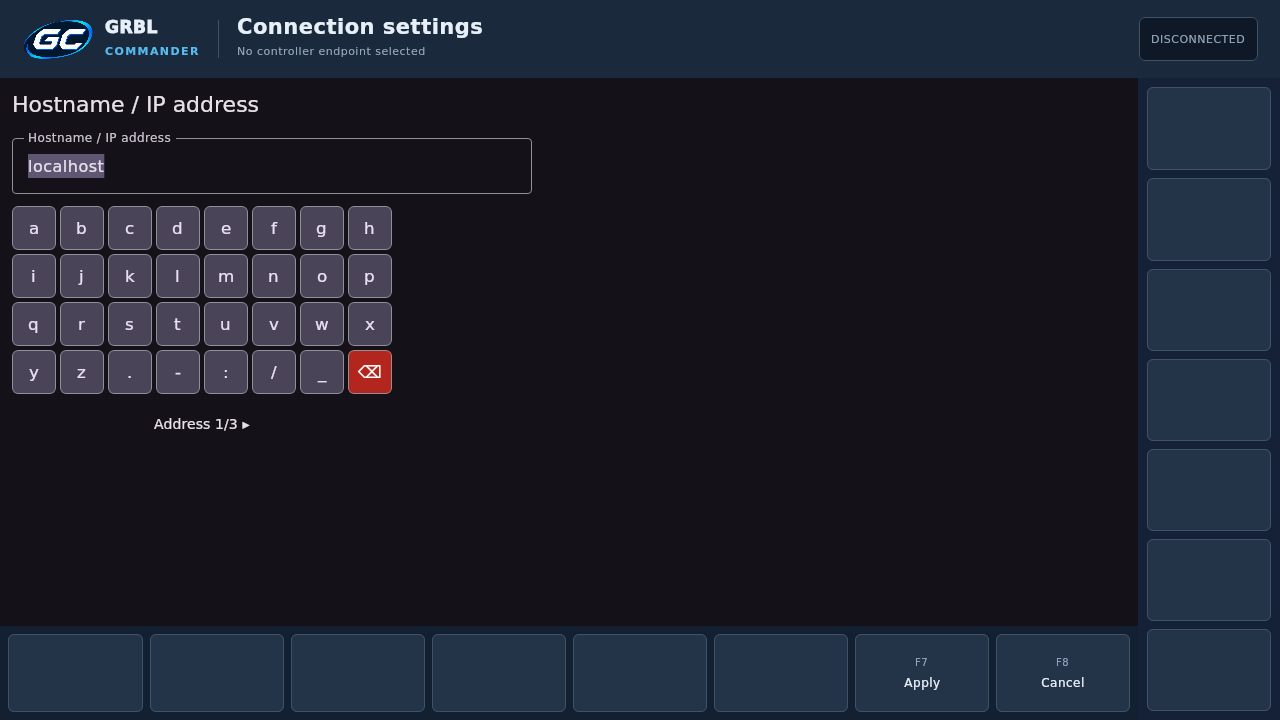 GC
GRBL
COMMANDER
Connection settings
No controller endpoint selected
DISCONNECTED
Hostname / IP address
Hostname / IP address
localhost
a b c d e f g h
i j k l m n o p
q r s t u v w x
y z . - : / _ ⌫
Address 1/3 ▸
F7
Apply
F8
Cancel